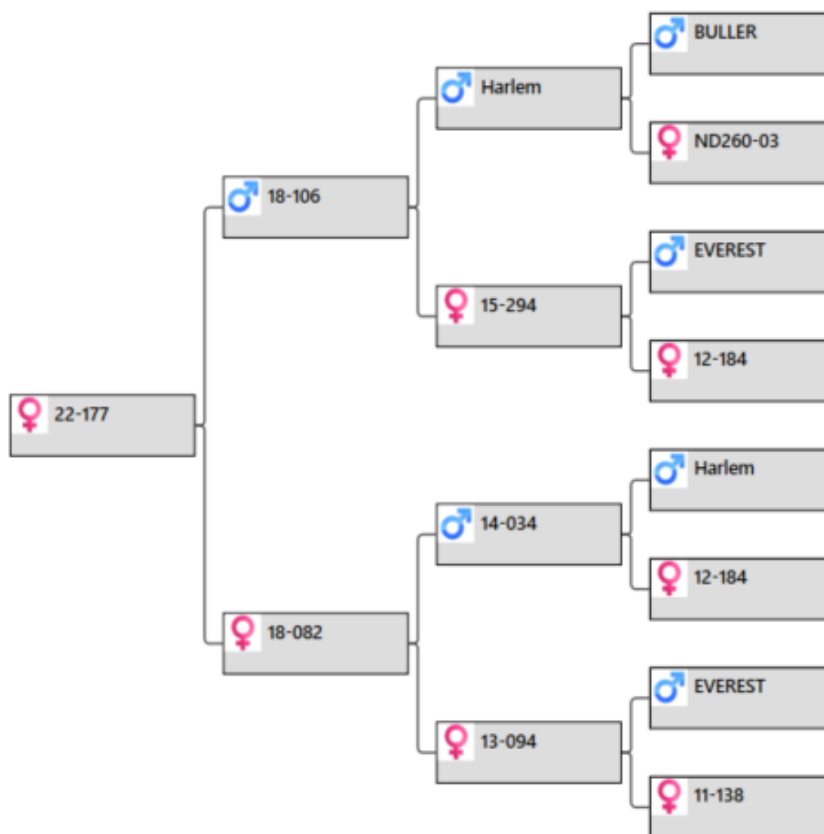 BULLER
Harlem
ND260-03
18-106
EVEREST
15-294
12-184
22-177
Harlem
14-034
12-184
18-082
EVEREST
13-094
11-138